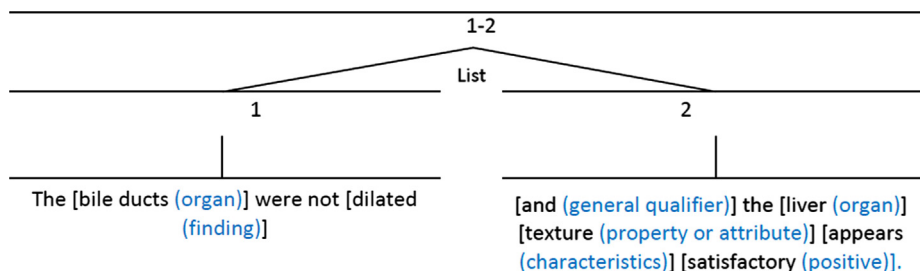 1-2
List
1
2
The [bile ducts (organ)] were not [dilated
(finding)]
[and (general qualifier)] the [liver (organ)]
[texture (property or attribute)] [appears
(characteristics)] [satisfactory (positive)].